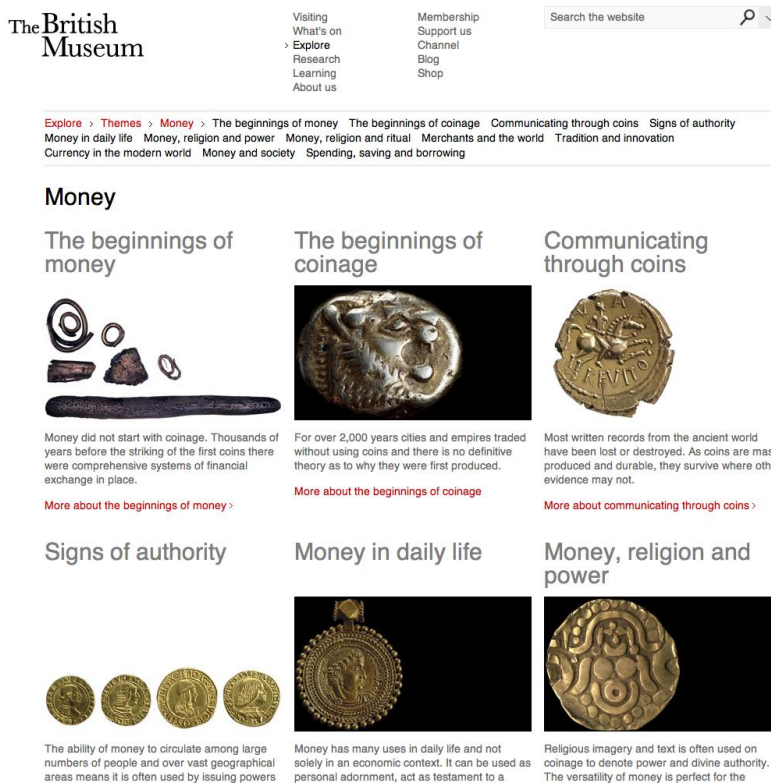 The British
Museum
Visiting
What's on
› Explore
Research
Learning
About us
Membership
Support us
Channel
Blog
Shop
Search the website
Explore › Themes › Money › The beginnings of money The beginnings of coinage Communicating through coins Signs of authority
Money in daily life Money, religion and power Money, religion and ritual Merchants and the world Tradition and innovation
Currency in the modern world Money and society Spending, saving and borrowing
Money
The beginnings of
money
Money did not start with coinage. Thousands of
years before the striking of the first coins there
were comprehensive systems of financial
exchange in place.
More about the beginnings of money ›
The beginnings of
coinage
For over 2,000 years cities and empires traded
without using coins and there is no definitive
theory as to why they were first produced.
More about the beginnings of coinage
Communicating
through coins
Most written records from the ancient world
have been lost or destroyed. As coins are mas
produced and durable, they survive where oth
evidence may not.
More about communicating through coins ›
Signs of authority
The ability of money to circulate among large
numbers of people and over vast geographical
areas means it is often used by issuing powers
Money in daily life
Money has many uses in daily life and not
solely in an economic context. It can be used as
personal adornment, act as testament to a
Money, religion and
power
Religious imagery and text is often used on
coinage to denote power and divine authority.
The versatility of money is perfect for the